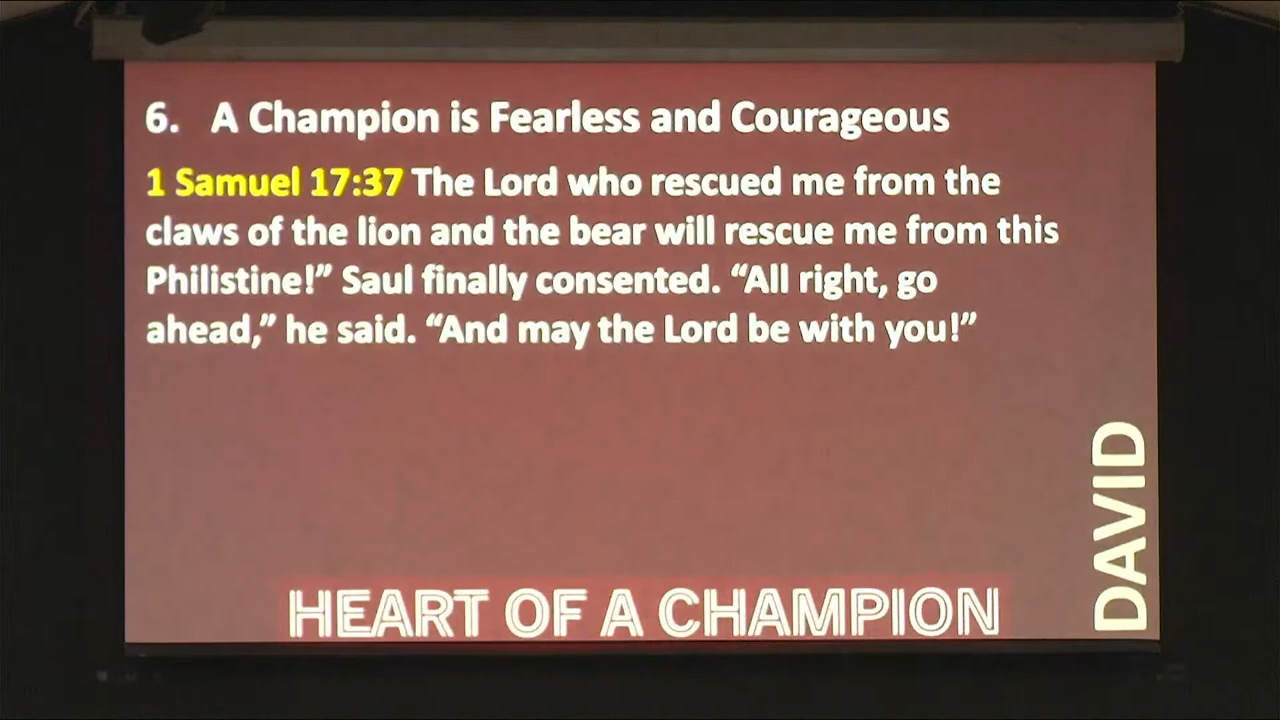 6. A Champion is Fearless and Courageous
1 Samuel 17:37 The Lord who rescued me from the
claws of the lion and the bear will rescue me from this
Philistine!” Saul finally consented. “All right, go
ahead,” he said. “And may the Lord be with you!”
DAVID
HEART OF A CHAMPION